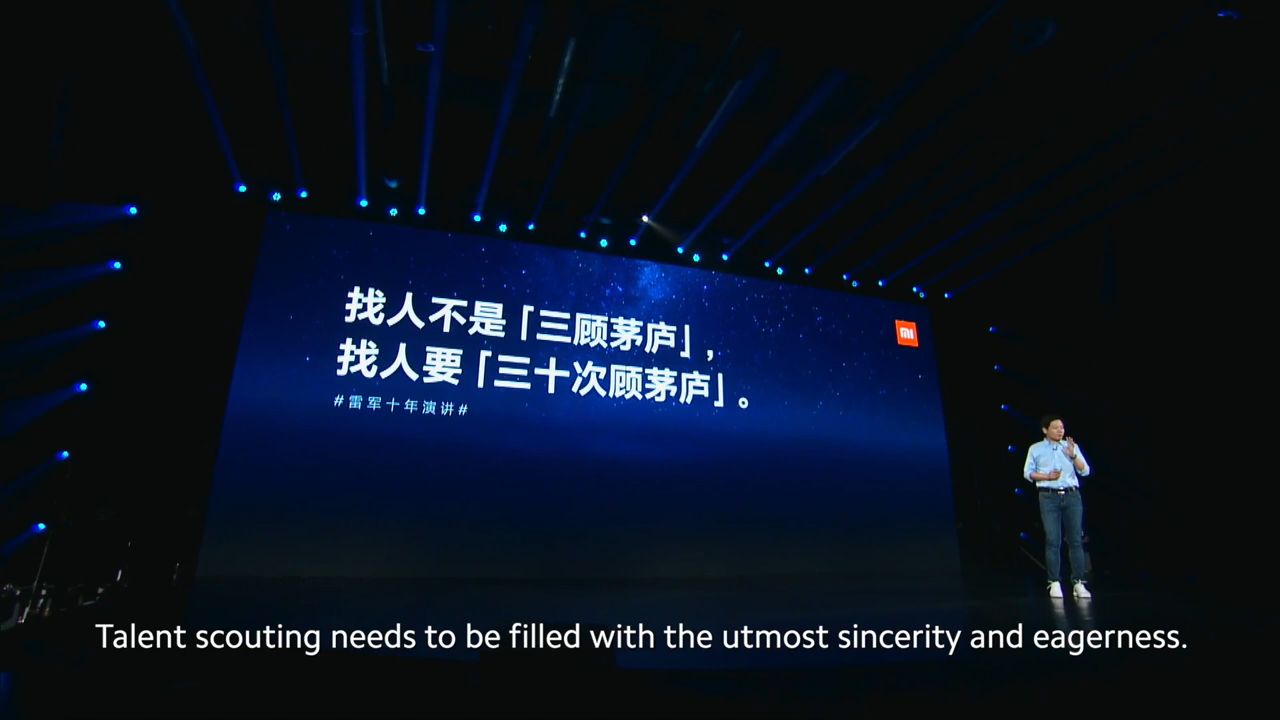 找人不是「三顾茅庐」，
找人要「三十次顾茅庐」。
#雷军十年演讲#
mi
Talent scouting needs to be filled with the utmost sincerity and eagerness.